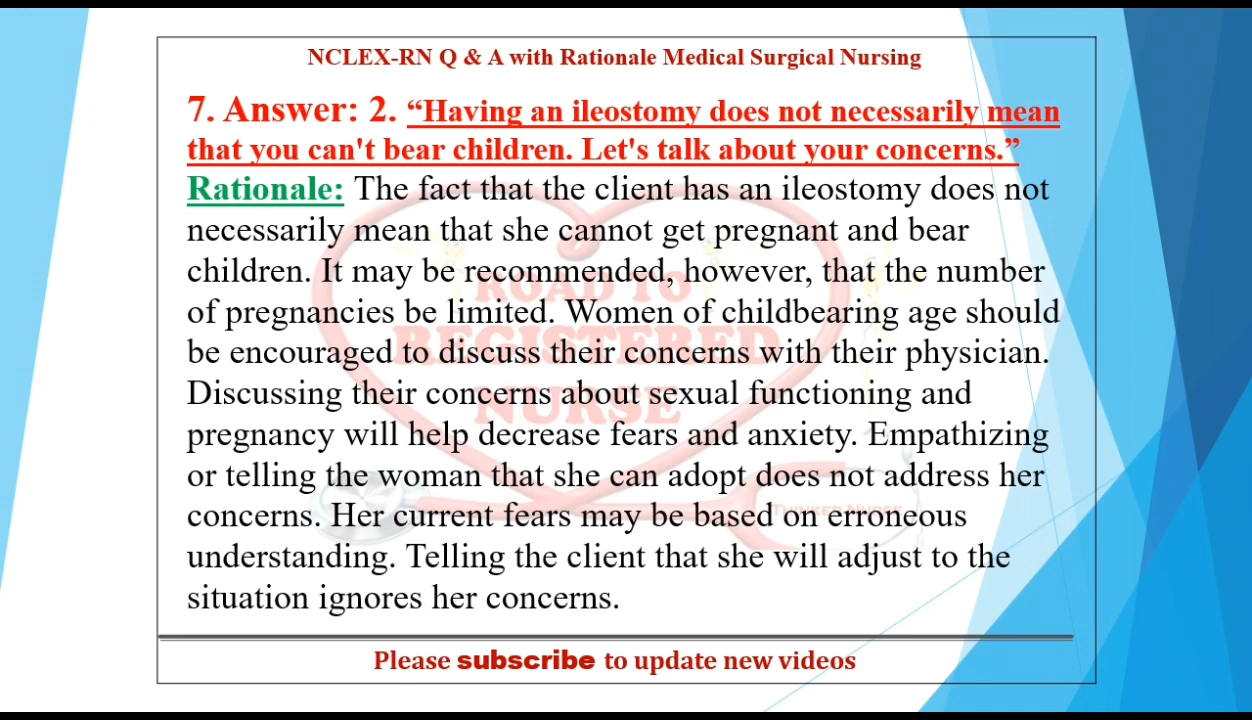 NCLEX-RN Q & A with Rationale Medical Surgical Nursing
7. Answer: 2. “Having an ileostomy does not necessarily mean
that you can't bear children. Let's talk about your concerns.”
Rationale: The fact that the client has an ileostomy does not
necessarily mean that she cannot get pregnant and bear
children. It may be recommended, however, that the number
of pregnancies be limited. Women of childbearing age should
be encouraged to discuss their concerns with their physician.
Discussing their concerns about sexual functioning and
pregnancy will help decrease fears and anxiety. Empathizing
or telling the woman that she can adopt does not address her
concerns. Her current fears may be based on erroneous
understanding. Telling the client that she will adjust to the
situation ignores her concerns.
ROAD TO
REGISTERED
NURSE
THINKER NURSE
Please subscribe to update new videos